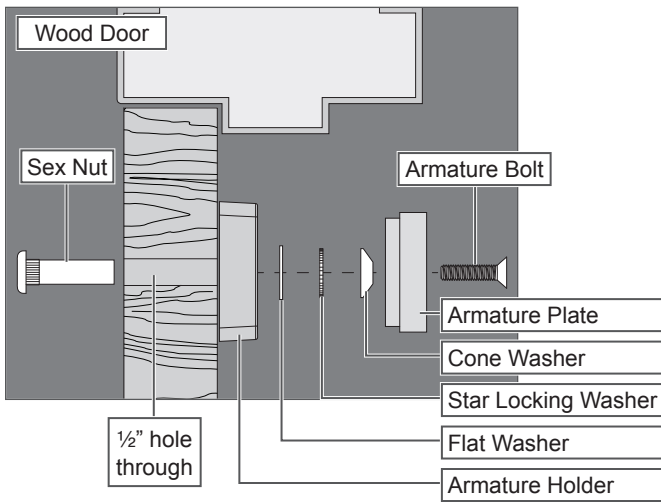 Wood Door
Sex Nut
Armature Bolt
Armature Plate
Cone Washer
Star Locking Washer
Flat Washer
Armature Holder
½” hole
through